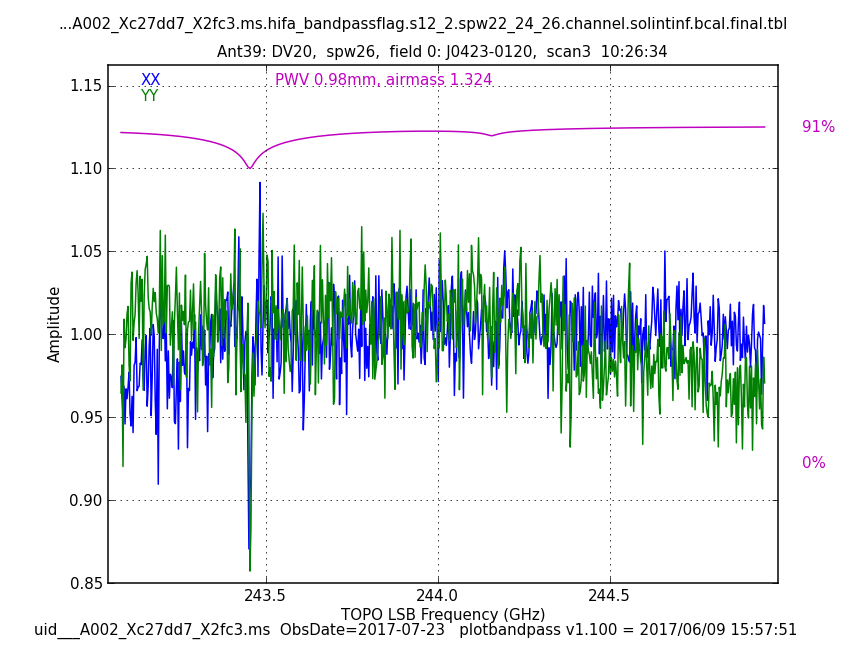 ...A002_Xc27dd7_X2fc3.ms.hifa_bandpassflag.s12_2.spw22_24_26.channel.solintinf.bcal.final.tbl
Ant39: DV20,  spw26,  field 0: J0423-0120,  scan3  10:26:34
XX
PWV 0.98mm, airmass 1.324
YY
1.15
1.10
1.05
1.00
0.95
0.90
0.85
Amplitude
91%
0%
243.5
244.0
244.5
TOPO LSB Frequency (GHz)
uid___A002_Xc27dd7_X2fc3.ms  ObsDate=2017-07-23   plotbandpass v1.100 = 2017/06/09 15:57:51